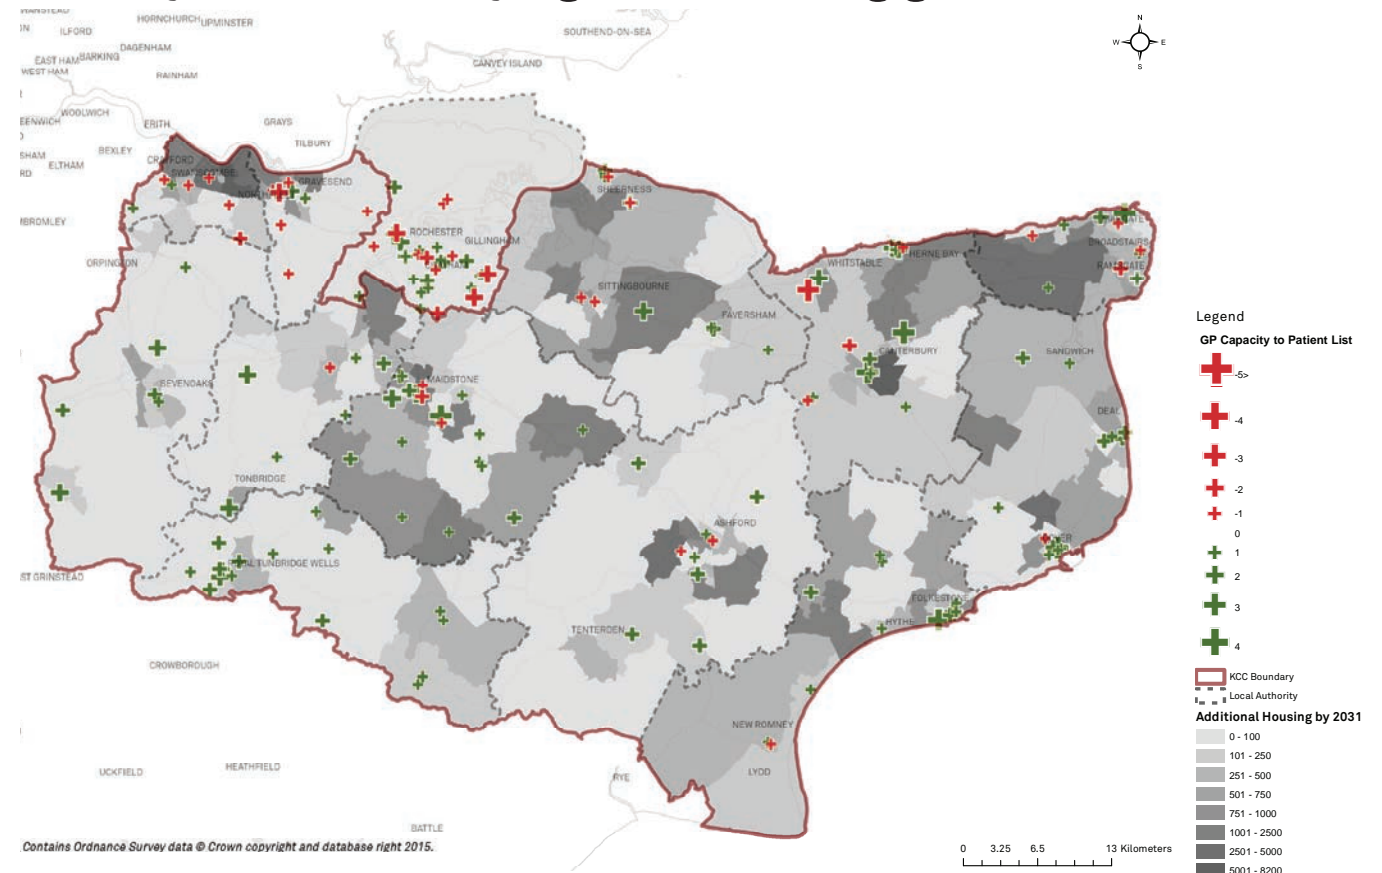 HORNCHURCH
UPMINSTER
ILFORD
SOUTHEND-ON-SEA
DAGENHAM
EAST HAM
BARKING
WEST HAM
RAINHAM
CANVEY ISLAND
WOOLWICH
ERITH
GRAYS
TILBURY
BEXLEY
ELTHAM
CRAYFORD
SWANSCOMBE
GRAVESEND
SHEERNESS
ORPINGTON
ROCHESTER
GILLINGHAM
WHITSTABLE
HERNE BAY
BROADSTAIRS
RAMSGATE
SITTINGBOURNE
FAVERSHAM
CANTERBURY
SANDWICH
SEVENOAKS
MAIDSTONE
DEAL
TONBRIDGE
ASHFORD
TUNBRIDGE WELLS
DOVER
FOLKESTONE
HYTHE
TENTERDEN
CROWBOROUGH
NEW ROMNEY
LYDD
UCKFIELD
HEATHFIELD
RYE
BATTLE
N
W
E
S
Legend
GP Capacity to Patient List
-5>
-4
-3
-2
-1
0
1
2
3
4
KCC Boundary
Local Authority
Additional Housing by 2031
0 - 100
101 - 250
251 - 500
501 - 750
751 - 1000
1001 - 2500
2501 - 5000
5001 - 8200
0 3.25 6.5 13 Kilometers
Contains Ordnance Survey data © Crown copyright and database right 2015.